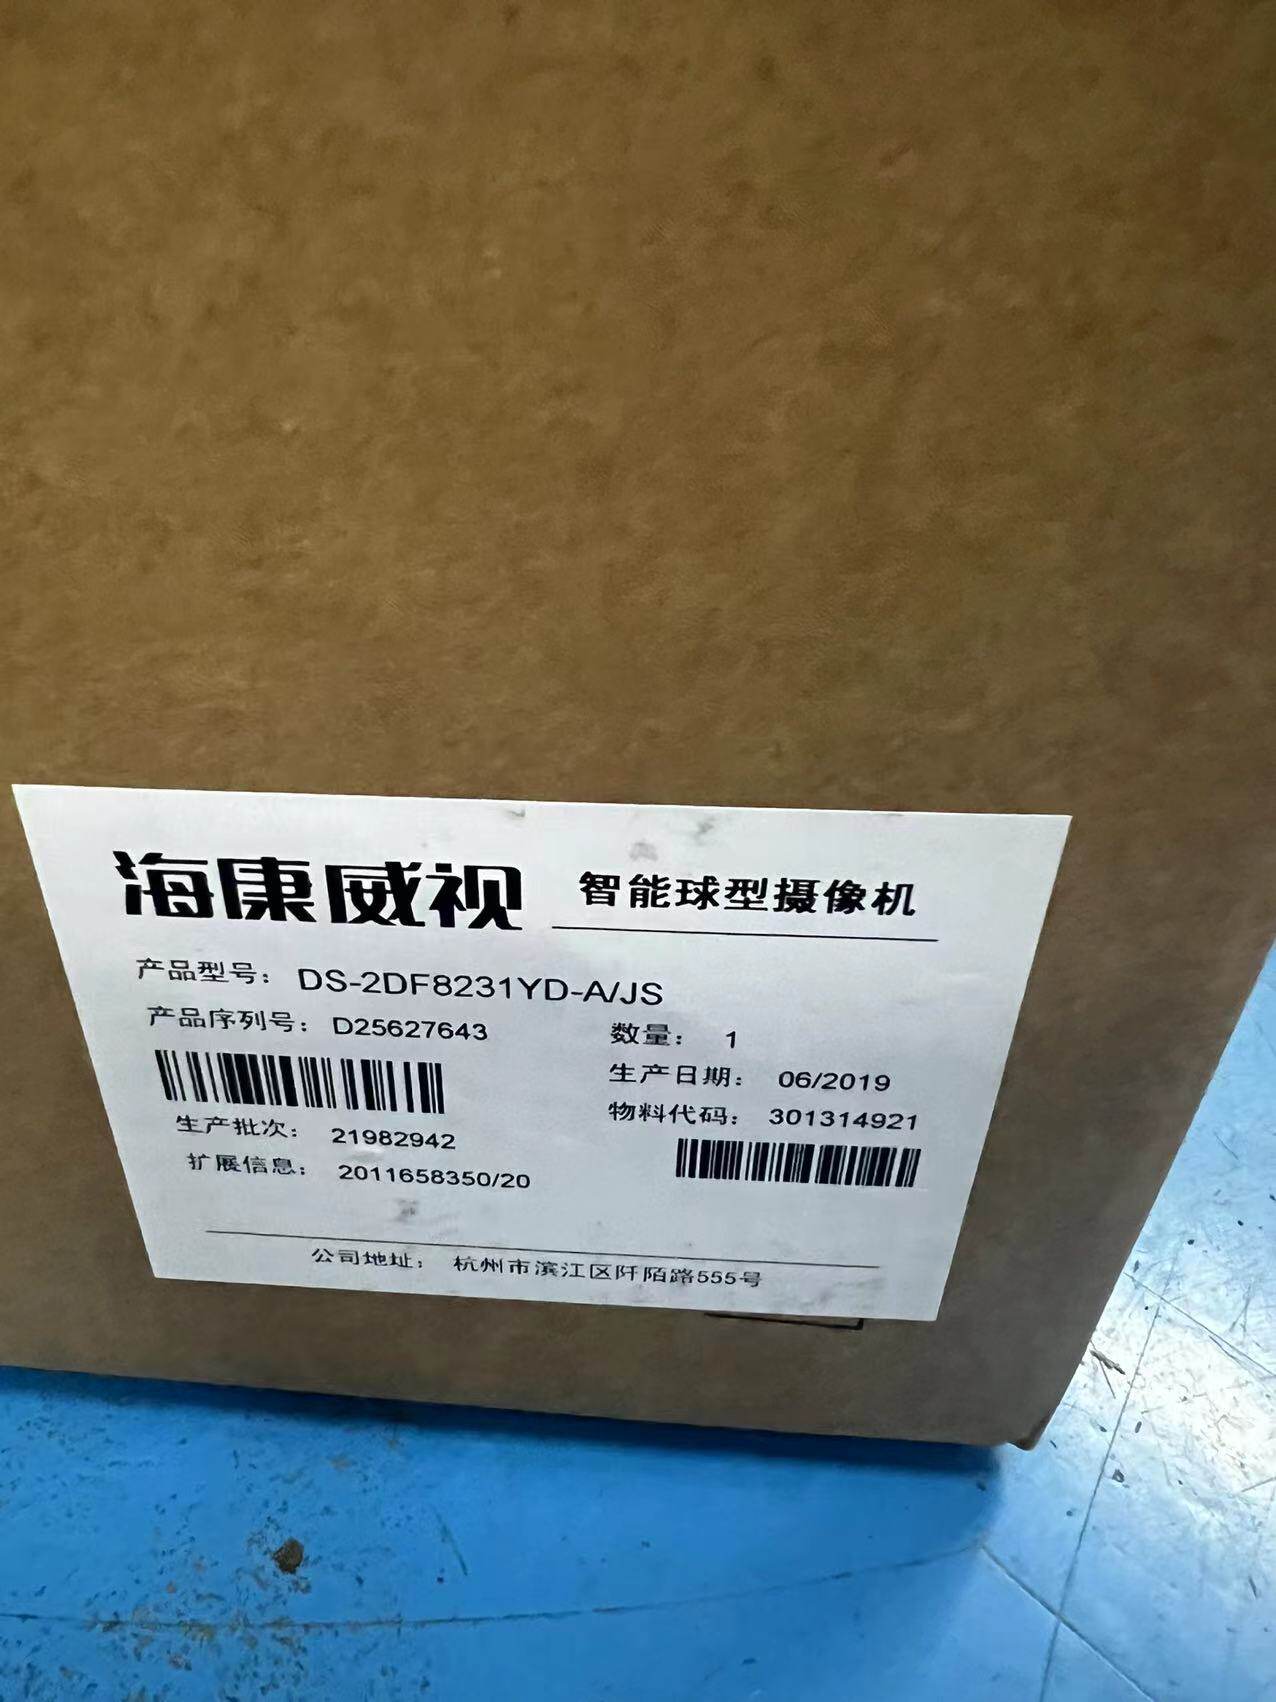 海康威视 智能球型摄像机
产品型号： DS-2DF8231YD-A/JS
产品序列号： D25627643
数量： 1
生产日期： 06/2019
物料代码： 301314921
生产批次： 21982942
扩展信息： 2011658350/20
公司地址： 杭州市滨江区阡陌路555号